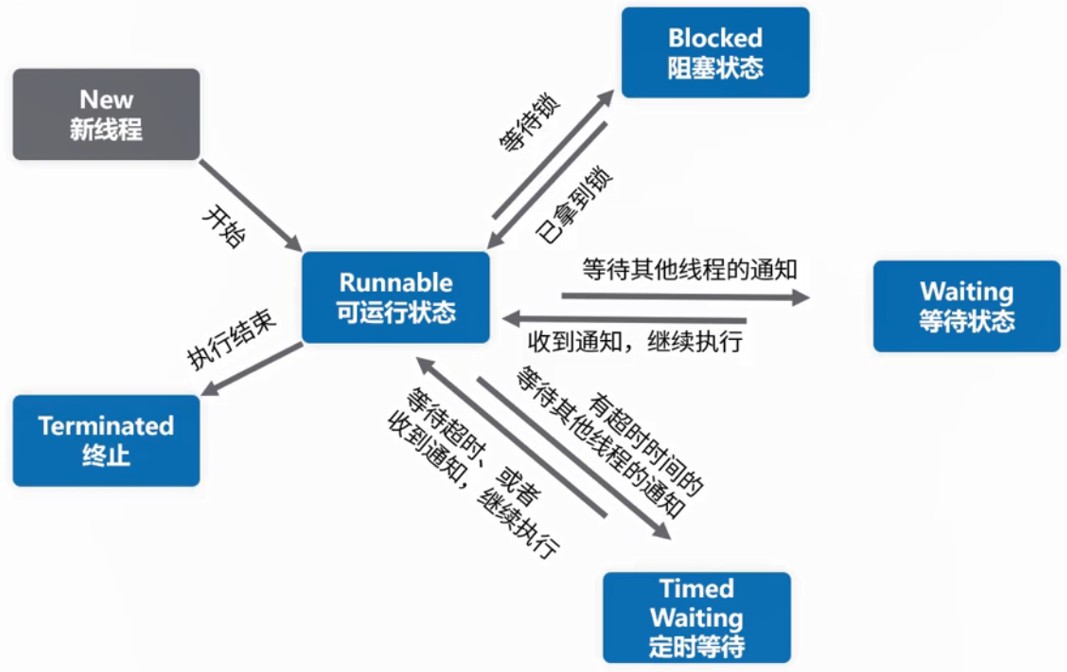 Blocked
阻塞状态
New
新线程
等待锁
已拿到锁
开始
等待其他线程的通知
Runnable
可运行状态
Waiting
等待状态
收到通知，继续执行
执行结束
有超时时间的
等待其他线程的通知
等待超时、或者
收到通知，继续执行
Terminated
终止
Timed
Waiting
定时等待